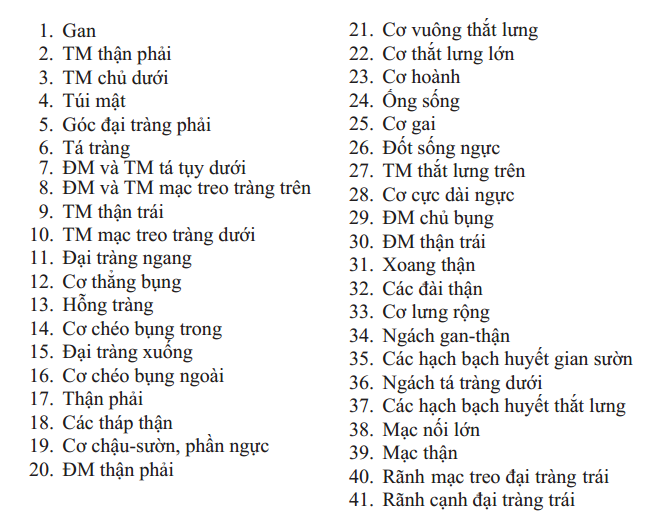 1. Gan
2. TM thận phải
3. TM chủ dưới
4. Túi mật
5. Góc đại tràng phải
6. Tá tràng
7. ĐM và TM tá tụy dưới
8. ĐM và TM mạc treo tràng trên
9. TM thận trái
10. TM mạc treo tràng dưới
11. Đại tràng ngang
12. Cơ thẳng bụng
13. Hỗng tràng
14. Cơ chéo bụng trong
15. Đại tràng xuống
16. Cơ chéo bụng ngoài
17. Thận phải
18. Các tháp thận
19. Cơ chậu-sườn, phần ngực
20. ĐM thận phải
21. Cơ vuông thắt lưng
22. Cơ thắt lưng lớn
23. Cơ hoành
24. Ống sống
25. Cơ gai
26. Đốt sống ngực
27. TM thắt lưng trên
28. Cơ cực dài ngực
29. ĐM chủ bụng
30. ĐM thận trái
31. Xoang thận
32. Các đài thận
33. Cơ lưng rộng
34. Ngách gan-thận
35. Các hạch bạch huyết gian sườn
36. Ngách tá tràng dưới
37. Các hạch bạch huyết thắt lưng
38. Mạc nối lớn
39. Mạc thận
40. Rãnh mạc treo đại tràng trái
41. Rãnh cạnh đại tràng trái